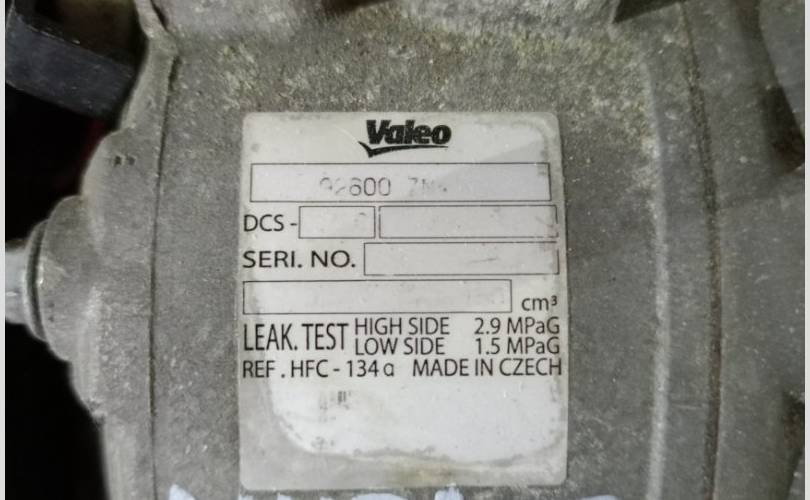 Valeo
92600
DCS -
SERI. NO.
cm³
LEAK. TEST HIGH SIDE 2.9 MPaG
LOW SIDE 1.5 MPaG
REF . HFC - 134a MADE IN CZECH